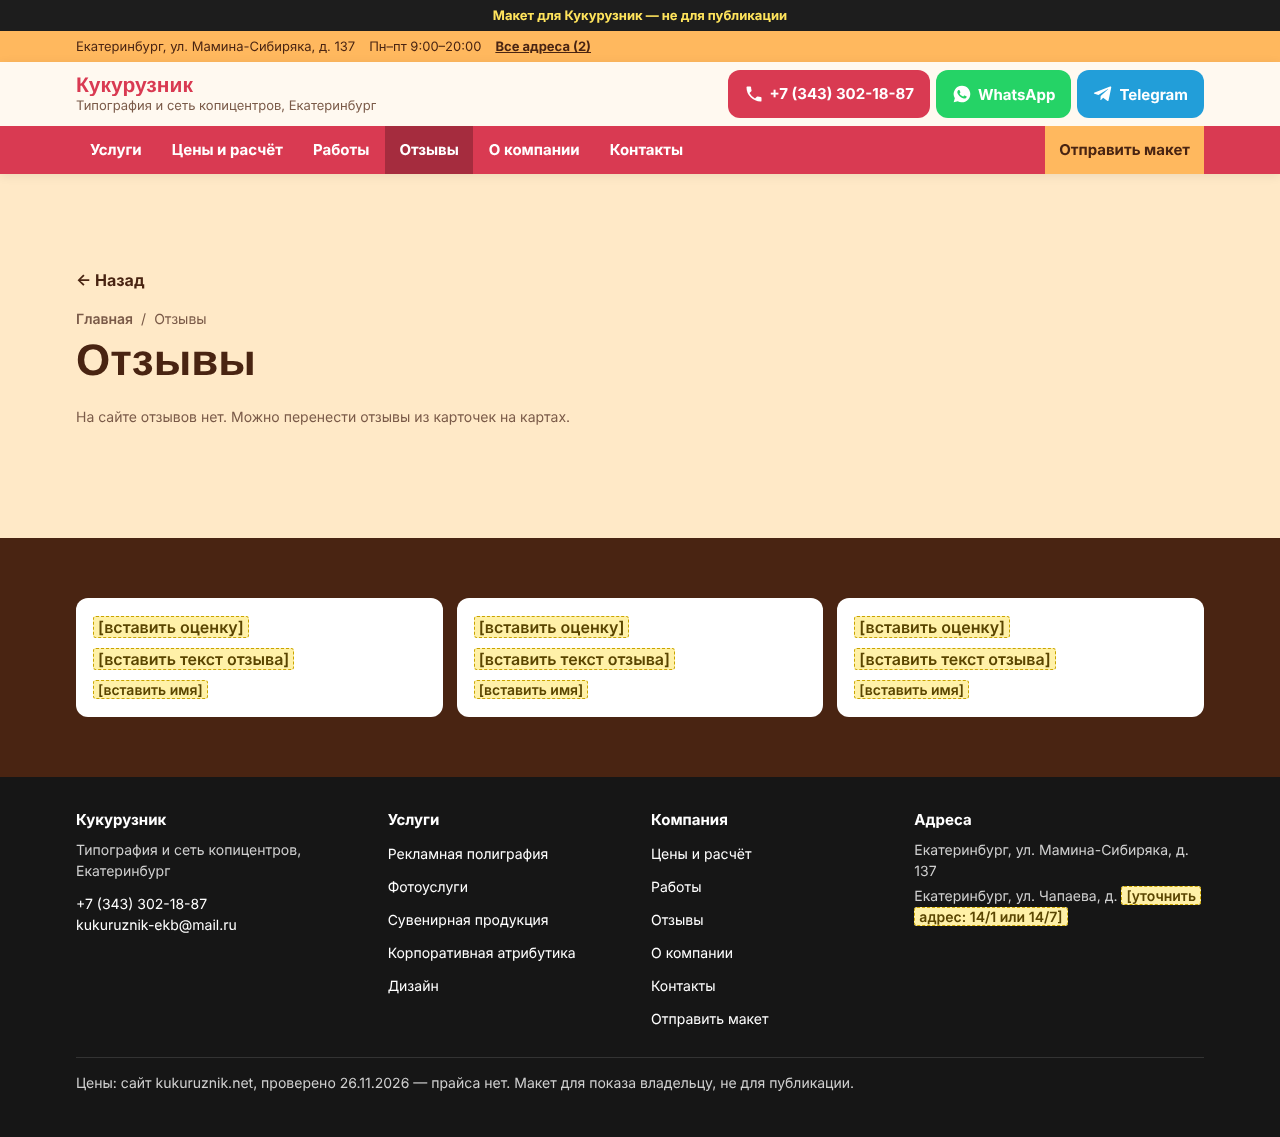 Макет для Кукурузник — не для публикации
Екатеринбург, ул. Мамина-Сибиряка, д. 137 Пн–пт 9:00–20:00 Все адреса (2)
Кукурузник
Типография и сеть копицентров, Екатеринбург
+7 (343) 302-18-87 WhatsApp Telegram
Услуги Цены и расчёт Работы Отзывы О компании Контакты Отправить макет
← Назад
Главная / Отзывы
Отзывы
На сайте отзывов нет. Можно перенести отзывы из карточек на картах.
[вставить оценку] [вставить оценку] [вставить оценку]
[вставить текст отзыва] [вставить текст отзыва] [вставить текст отзыва]
[вставить имя] [вставить имя] [вставить имя]
Кукурузник
Типография и сеть копицентров,
Екатеринбург
+7 (343) 302-18-87
kukuruznik-ekb@mail.ru
Услуги
Рекламная полиграфия
Фотоуслуги
Сувенирная продукция
Корпоративная атрибутика
Дизайн
Компания
Цены и расчёт
Работы
Отзывы
О компании
Контакты
Отправить макет
Адреса
Екатеринбург, ул. Мамина-Сибиряка, д.
137
Екатеринбург, ул. Чапаева, д. [уточнить
адрес: 14/1 или 14/7]
Цены: сайт kukuruznik.net, проверено 26.11.2026 — прайса нет. Макет для показа владельцу, не для публикации.